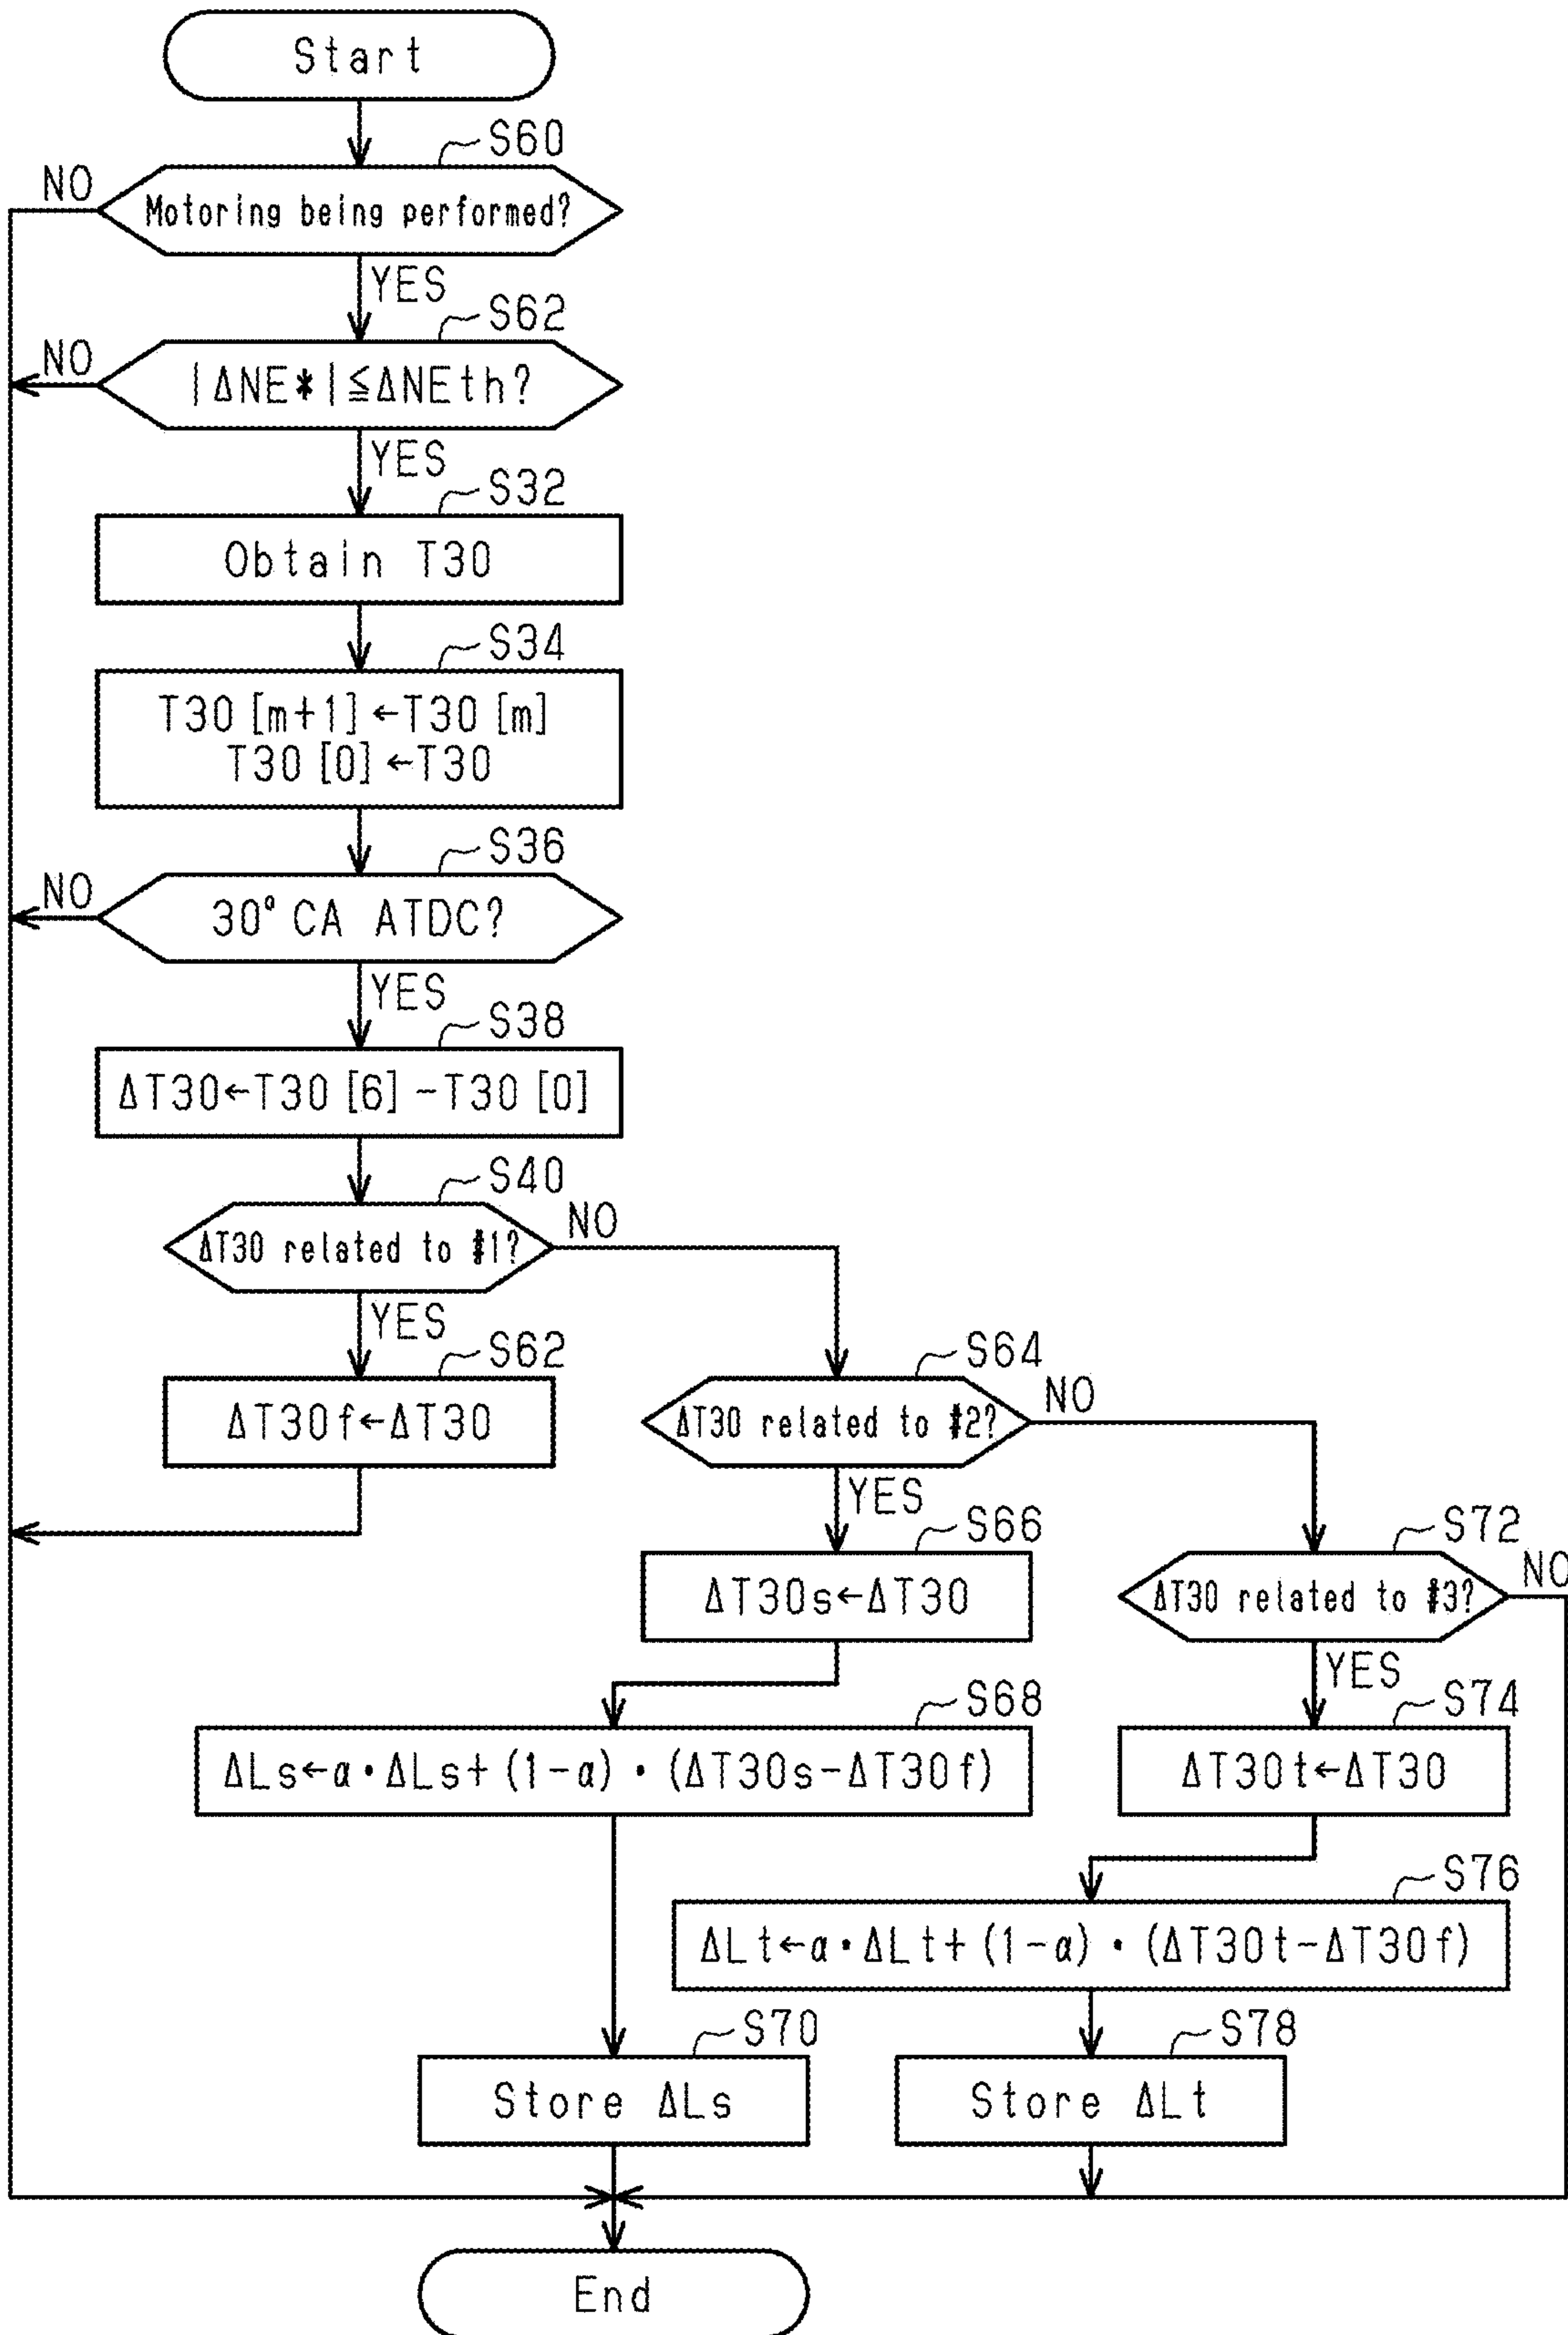 Start
S60
NO
Motoring being performed?
YES
S62
NO
|ΔNE*|≦ΔNEth?
YES
S32
Obtain T30
S34
T30[m+1]←T30[m]
T30[0]←T30
S36
NO
30° CA ATDC?
YES
S38
ΔT30←T30[6]-T30[0]
S40
ΔT30 related to #1?
NO
YES
S62
ΔT30f←ΔT30
S64
ΔT30 related to #2?
NO
YES
S66
ΔT30s←ΔT30
S72
ΔT30 related to #3?
NO
YES
S68
ΔLs←α・ΔLs+(1-α)・(ΔT30s-ΔT30f)
S74
ΔT30t←ΔT30
S76
ΔLt←α・ΔLt+(1-α)・(ΔT30t-ΔT30f)
S70
Store ΔLs
S78
Store ΔLt
End